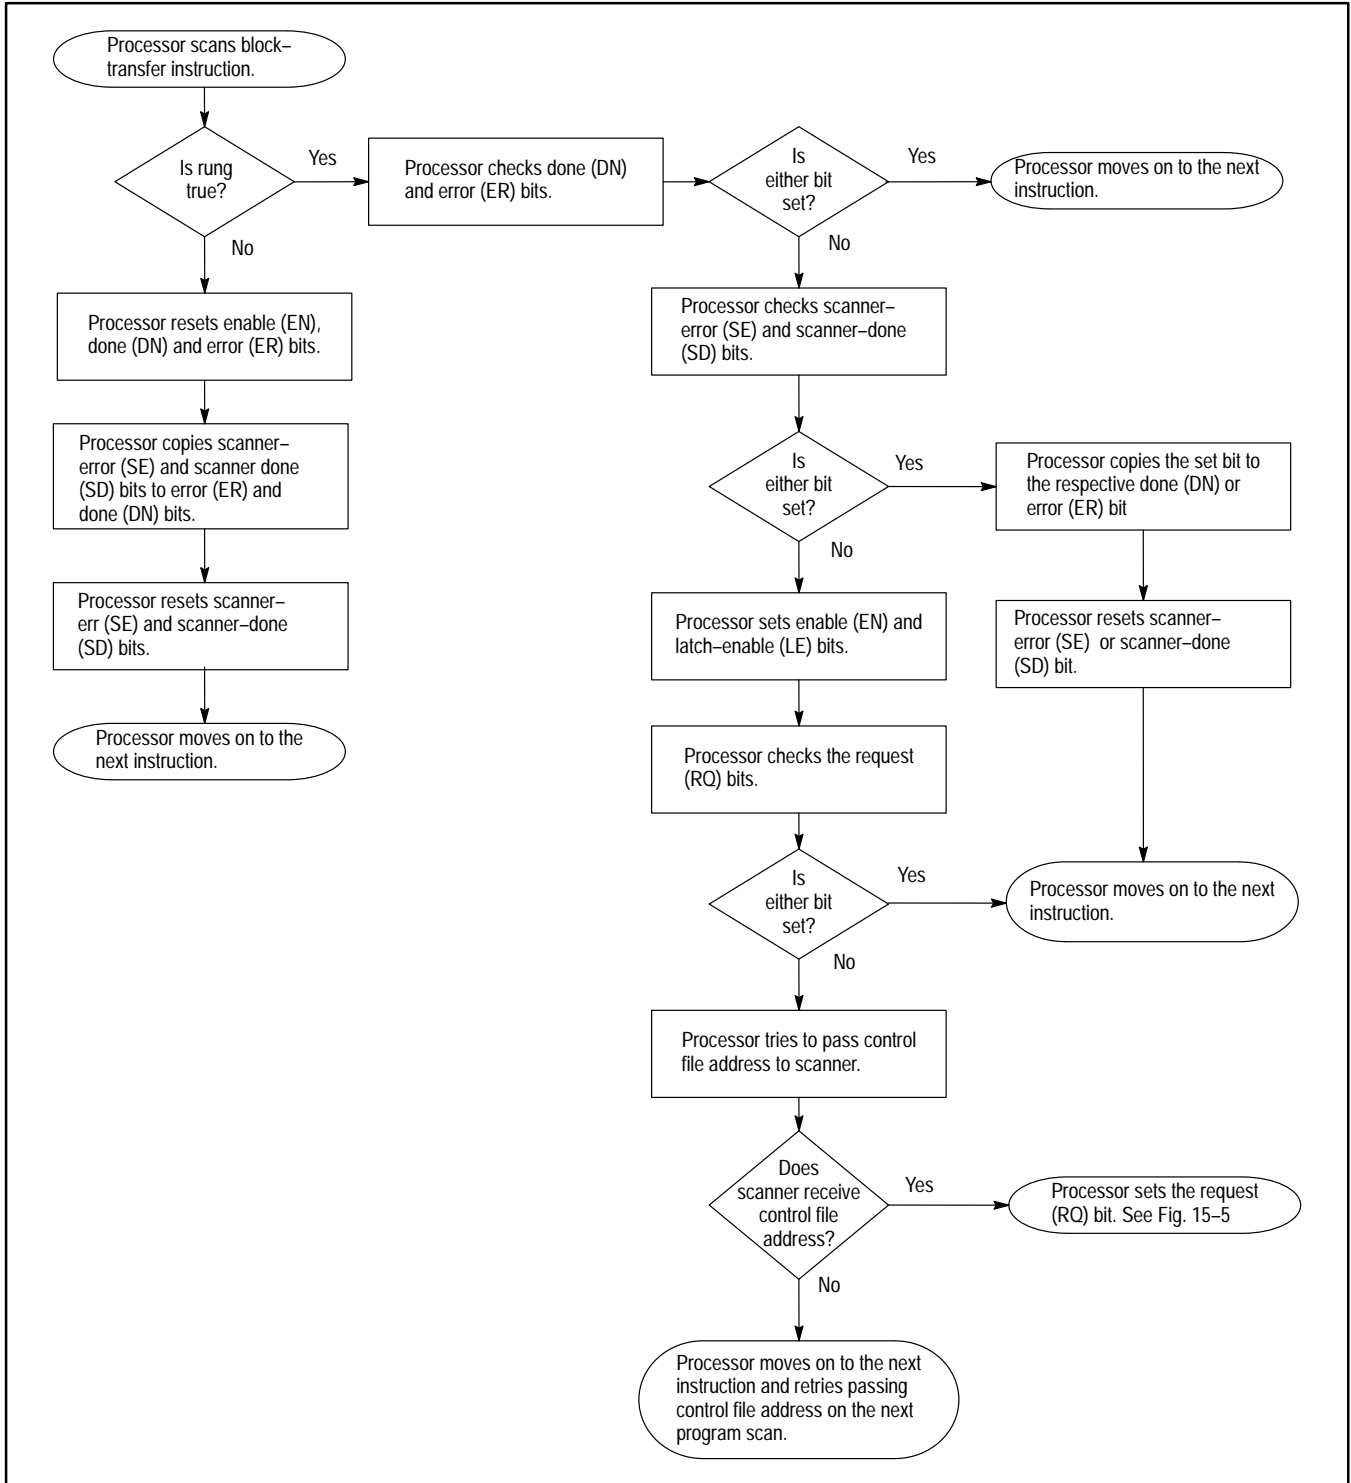 Processor scans block–
transfer instruction.
Is rung
true?
Yes
No
Processor checks done (DN)
and error (ER) bits.
Is
either bit
set?
Yes
No
Processor moves on to the next
instruction.
Processor resets enable (EN),
done (DN) and error (ER) bits.
Processor copies scanner–
error (SE) and scanner done
(SD) bits to error (ER) and
done (DN) bits.
Processor resets scanner–
err (SE) and scanner–done
(SD) bits.
Processor moves on to the
next instruction.
Processor checks scanner–
error (SE) and scanner–done
(SD) bits.
Is
either bit
set?
Yes
No
Processor copies the set bit to
the respective done (DN) or
error (ER) bit
Processor resets scanner–
error (SE) or scanner–done
(SD) bit.
Processor sets enable (EN) and
latch–enable (LE) bits.
Processor checks the request
(RQ) bits.
Is
either bit
set?
Yes
No
Processor moves on to the next
instruction.
Processor tries to pass control
file address to scanner.
Does
scanner receive
control file
address?
Yes
No
Processor sets the request
(RQ) bit. See Fig. 15–5
Processor moves on to the next
instruction and retries passing
control file address on the next
program scan.